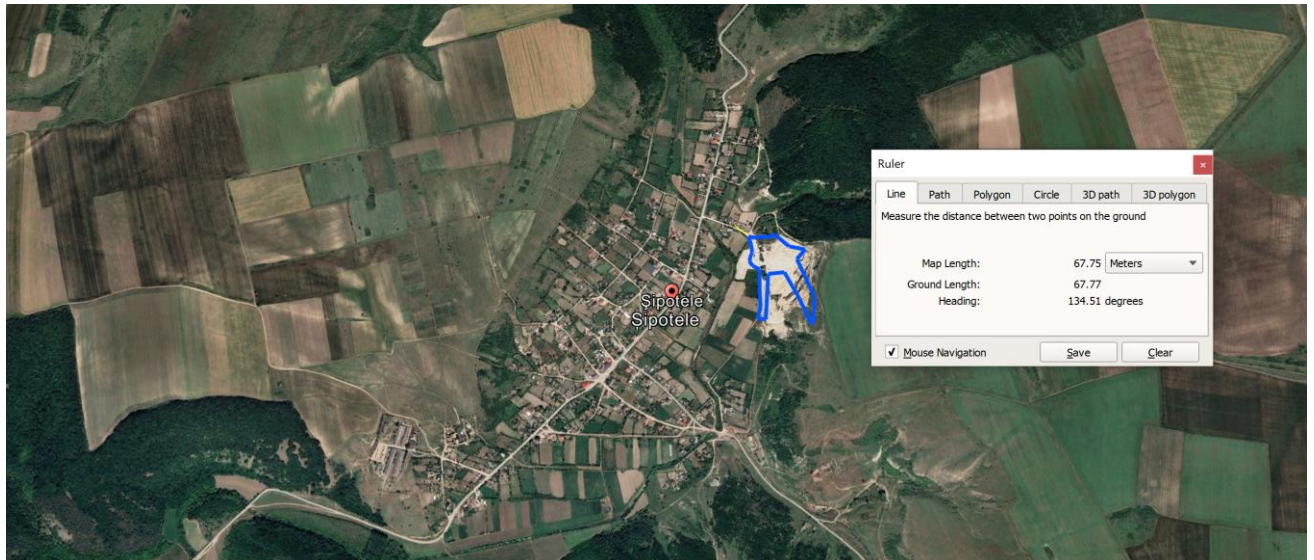 Ruler
Line
Path
Polygon
Circle
3D path
3D polygon
Measure the distance between two points on the ground
Map Length: 67.75 Meters
Ground Length: 67.77
Heading: 134.51 degrees
Mouse Navigation
Save
Clear
Șipotele
Șipotele